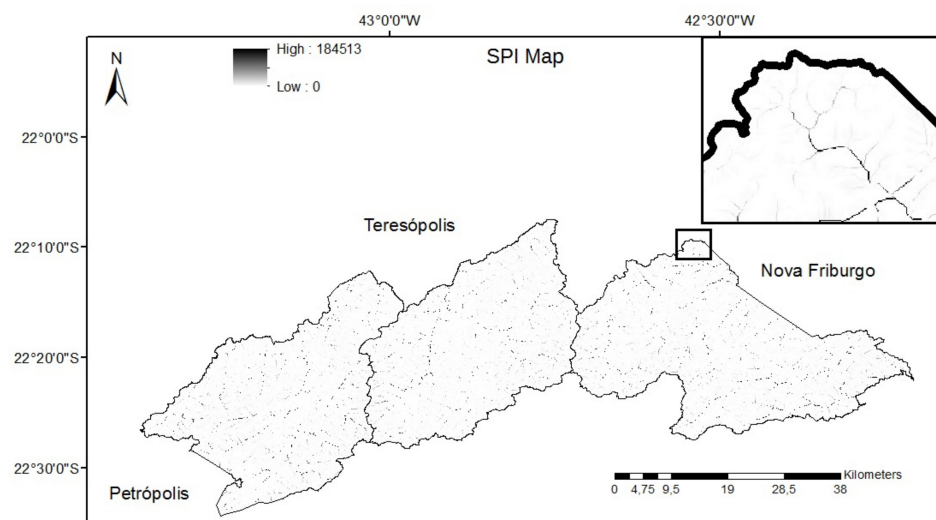 43°0'0"W
42°30'0"W
SPI Map
High : 184513
Low : 0
N
22°0'0"S
22°10'0"S
22°20'0"S
22°30'0"S
Teresópolis
Nova Friburgo
Petrópolis
Kilometers
0 4,75 9,5 19 28,5 38